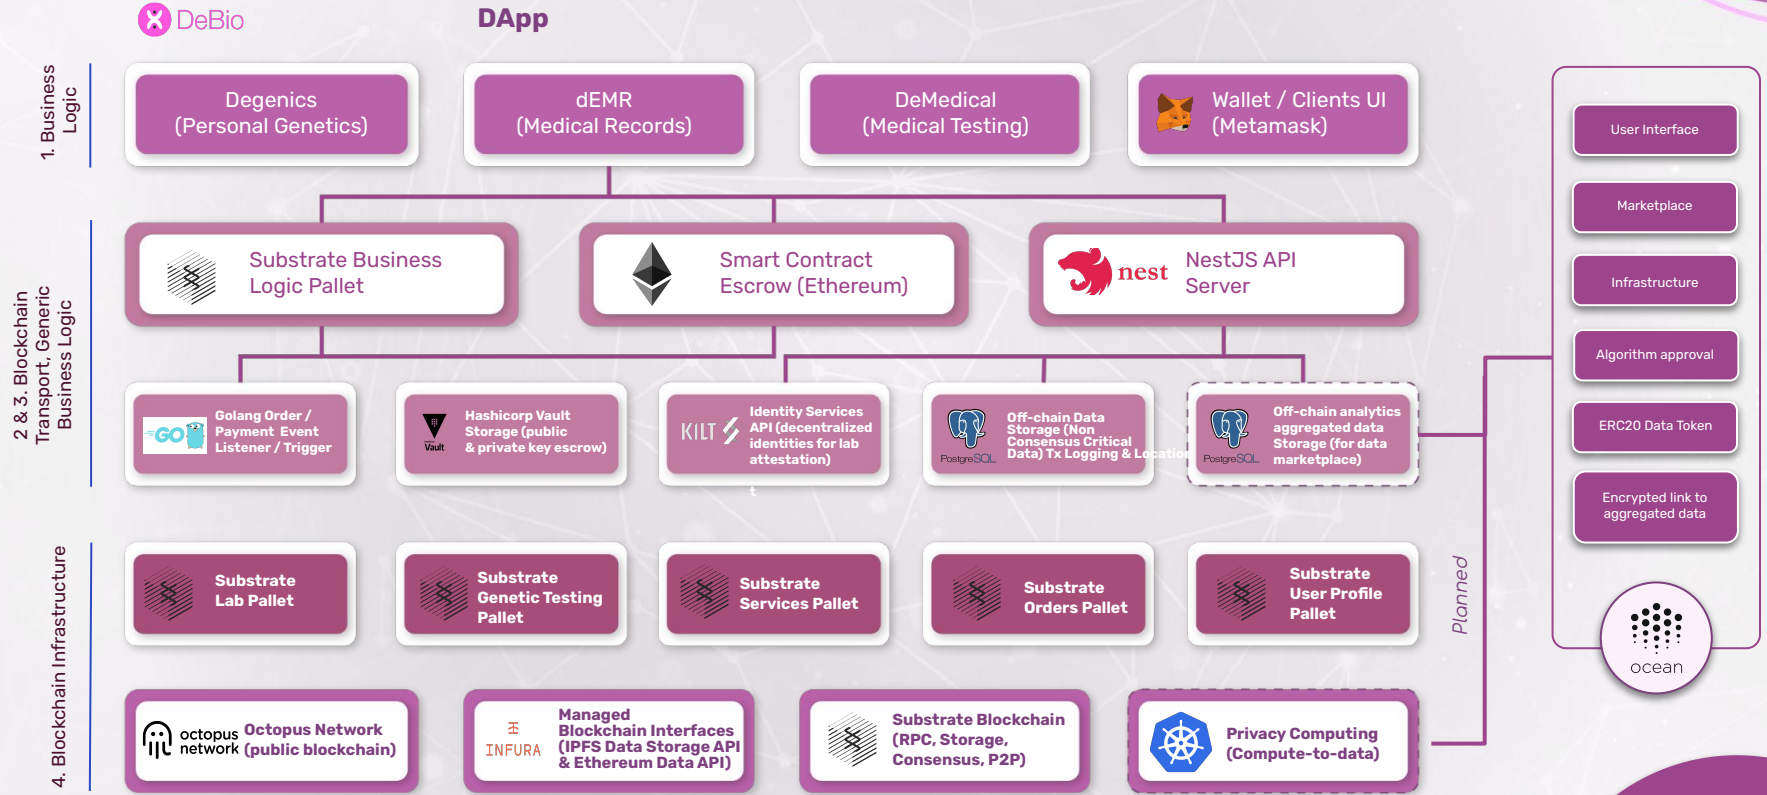 DeBio
DApp
1. Business
Logic
Degenics
(Personal Genetics)
dEMR
(Medical Records)
DeMedical
(Medical Testing)
Wallet / Clients UI
(Metamask)
2 & 3. Blockchain
Transport, Generic
Business Logic
Substrate Business
Logic Pallet
Smart Contract
Escrow (Ethereum)
nest
NestJS API
Server
GO
Golang Order /
Payment Event
Listener / Trigger
Vault
Hashicorp Vault
Storage (public
& private key escrow)
KILT
Identity Services
API (decentralized
identities for lab
attestation)
t
PostgreSQL
Off-chain Data
Storage (Non
Consensus Critical
Data) Tx Logging & Location
PostgreSQL
Off-chain analytics
aggregated data
Storage (for data
marketplace)
4. Blockchain Infrastructure
Substrate
Lab Pallet
Substrate
Genetic Testing
Pallet
Substrate
Services Pallet
Substrate
Orders Pallet
Substrate
User Profile
Pallet
octopus
network
Octopus Network
(public blockchain)
INFURA
Managed
Blockchain Interfaces
(IPFS Data Storage API
& Ethereum Data API)
Substrate Blockchain
(RPC, Storage,
Consensus, P2P)
Privacy Computing
(Compute-to-data)
Planned
User Interface
Marketplace
Infrastructure
Algorithm approval
ERC20 Data Token
Encrypted link to
aggregated data
ocean